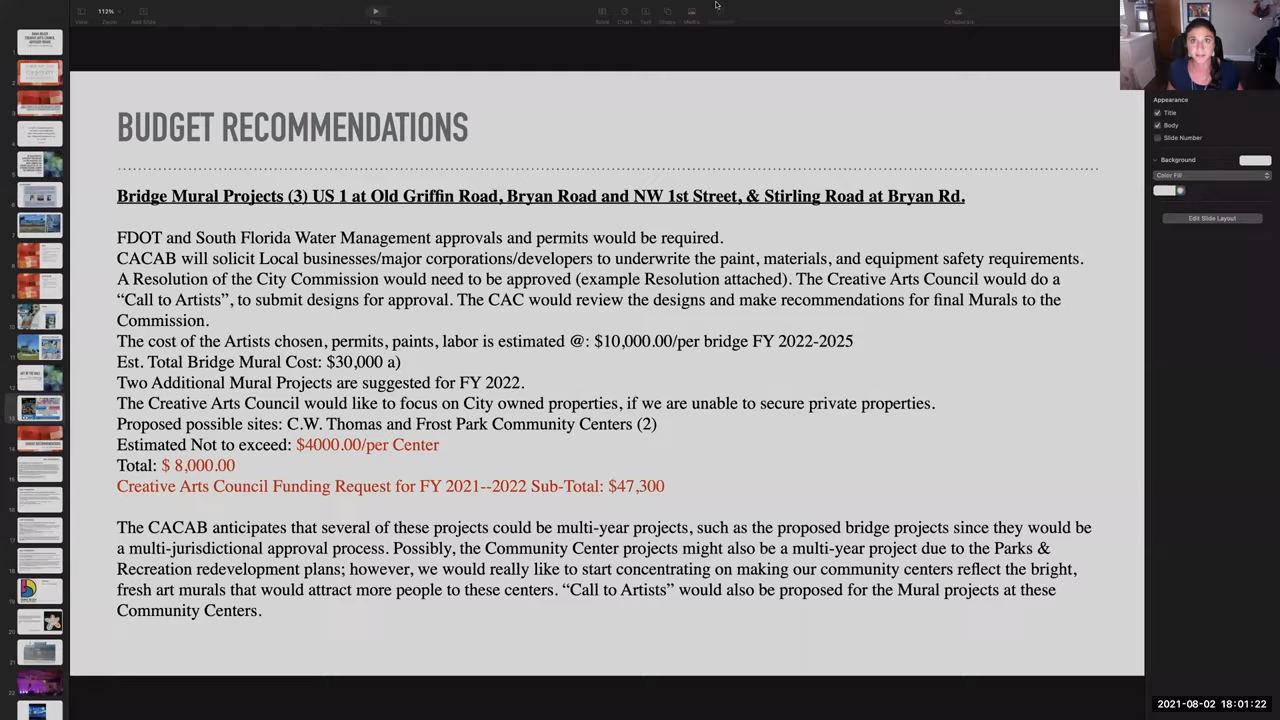 112%
View
Zoom
Add Slide
Play
Table
Chart
Text
Shape
Media
Comment
Collaborate
BUDGET RECOMMENDATIONS
Bridge Mural Projects (3) US 1 at Old Griffin Road, Bryan Road and NW 1st Street, & Stirling Road at Bryan Rd.
FDOT and South Florida Water Management approvals and permits would be required.
CACAB will solicit Local businesses/major corporations/developers to underwrite the paint, materials, and equipment safety requirements.
A Resolution of the City Commission would need to be approved (example Resolution attached). The Creative Arts Council would do a
“Call to Artists”, to submit designs for approval. The CAC would review the designs and make recommendations for final Murals to the
Commission.
The cost of the Artists chosen, permits, paints, labor is estimated @: $10,000.00/per bridge FY 2022-2025
Est. Total Bridge Mural Cost: $30,000 a)
Two Additional Mural Projects are suggested for FY 2022.
The Creative Arts Council would like to focus on City owned properties, if we are unable to secure private properties.
Proposed possible sites: C.W. Thomas and Frost Park Community Centers (2)
Estimated Not to exceed: $4000.00/per Center
Total: $ 8,000.00
Creative Arts Council Funding Request for FY 2021--2022 Sub-Total: $47,300
The CACAB anticipates that several of these projects could be multi-year projects, such as the proposed bridge projects since they would be
a multi-jurisdictional approval process. Possibly the Community Center projects might also be a multi-year project due to the Parks &
Recreational development plans; however, we would really like to start concentrating on making our community centers reflect the bright,
fresh art murals that would attract more people to these centers. “Call to Artists” would also be proposed for the Mural projects at these
Community Centers.
Appearance
Title
Body
Slide Number
Background
Color Fill
Edit Slide Layout
2021-08-02 18:01:22